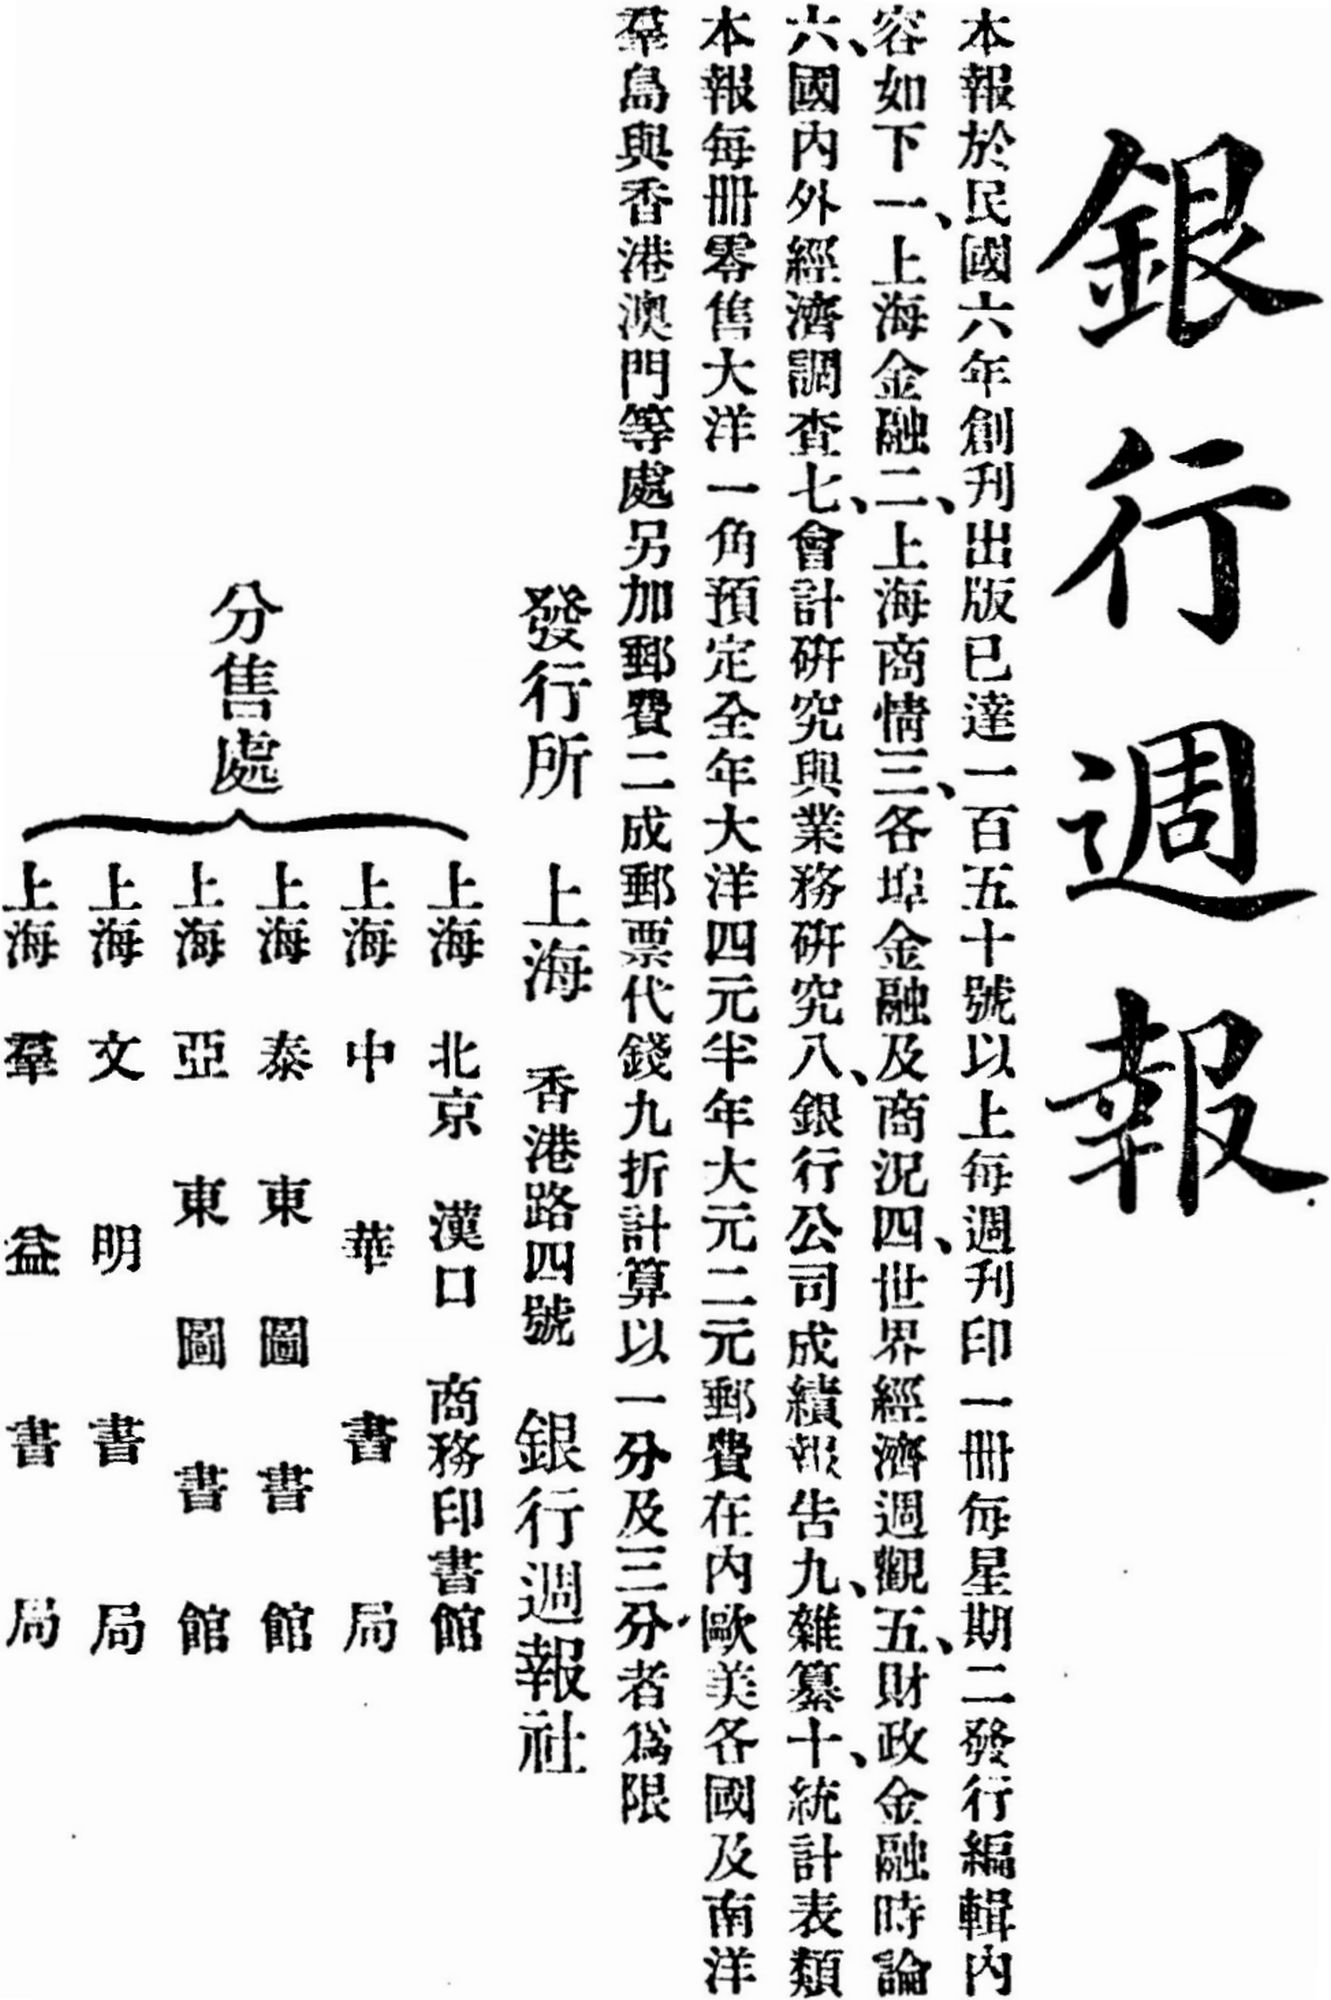 銀行週報
本報於民國六年創刊出版已達一百五十號以上每週刊印一冊每星期二發行編輯內
容如下一、上海金融二、上海商情三、各埠金融及商況四、世界經濟週觀五、財政金融時論
六、國內外經濟調查七、會計硏究與業務硏究八、銀行公司成績報告九、雜纂十、統計表類
本報每冊零售大洋一角預定全年大洋四元半年大元二元郵費在內歐美各國及南洋
羣島與香港澳門等處另加郵費二成郵票代錢九折計算以一分及三分者爲限
發行所 上海 香港路四號 銀行週報社
分售處
上海 北京 漢口 商務印書館
上海 中華書局
上海 泰東圖書館
上海 亞東圖書館
上海 文明書局
上海 羣益書局